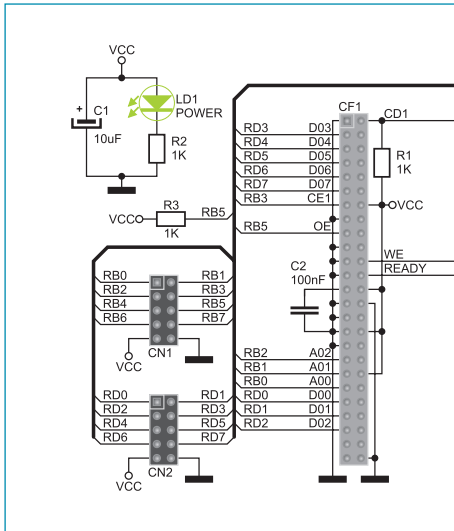 VCC
+
C1
10uF
LD1
POWER
R2
1K
CF1
CD1
RD3 D03
RD4 D04
RD5 D05
RD6 D06
RD7 D07
RB3 CE1
R1
1K
VCC
R3
VCC
1K
RB5
RB5 OE
WE
READY
C2
100nF
RB0 RB1
RB2 RB3
RB4 RB5
RB6 RB7
VCC
CN1
RB2 A02
RB1 A01
RB0 A00
RD0 D00
RD1 D01
RD2 D02
RD0 RD1
RD2 RD3
RD4 RD5
RD6 RD7
VCC
CN2